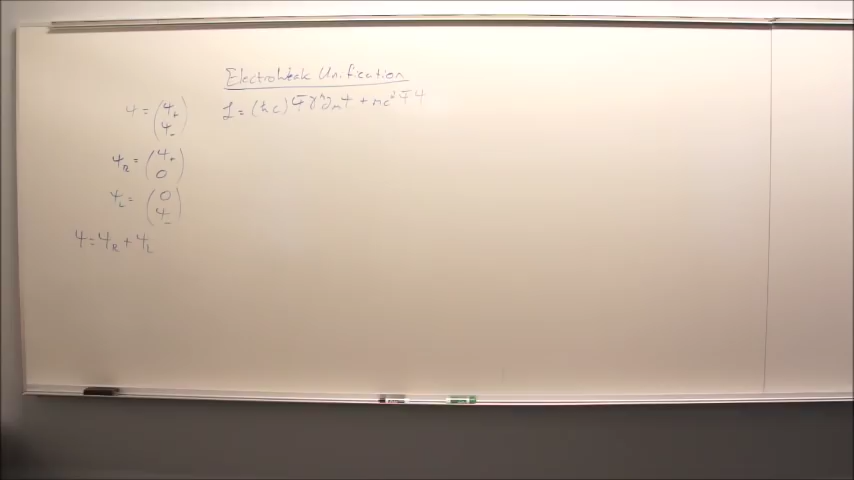 Electroweak Unification
ℒ = (ħc) Ψ̄ γ^μ ∂_μ Ψ + mc² Ψ̄ Ψ
Ψ = (Ψ₊ Ψ₋)
Ψ_R = (Ψ₊ 0)
Ψ_L = (0 Ψ₋)
Ψ = Ψ_R + Ψ_L